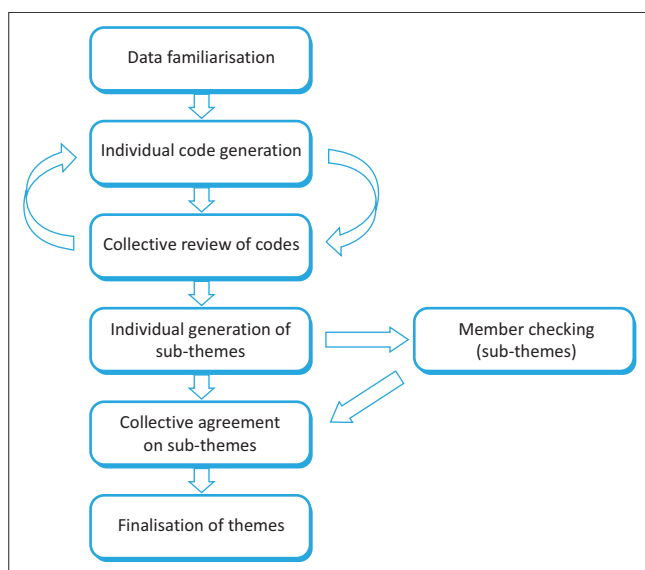 Data familiarisation
Individual code generation
Collective review of codes
Individual generation of
sub-themes
Member checking
(sub-themes)
Collective agreement
on sub-themes
Finalisation of themes